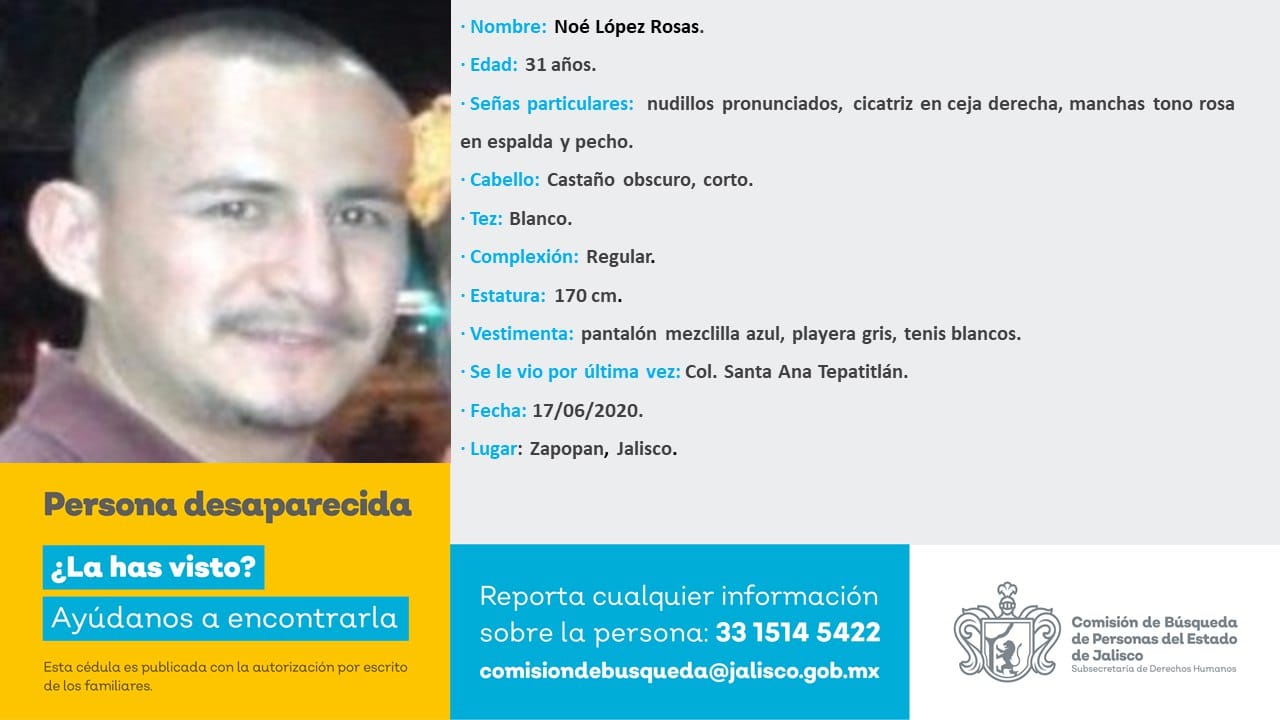 · Nombre: Noé López Rosas.
· Edad: 31 años.
· Señas particulares: nudillos pronunciados, cicatriz en ceja derecha, manchas tono rosa
en espalda y pecho.
· Cabello: Castaño obscuro, corto.
· Tez: Blanco.
· Complexión: Regular.
· Estatura: 170 cm.
· Vestimenta: pantalón mezclilla azul, playera gris, tenis blancos.
· Se le vio por última vez: Col. Santa Ana Tepatitlán.
· Fecha: 17/06/2020.
· Lugar: Zapopan, Jalisco.
Persona desaparecida
¿La has visto?
Ayúdanos a encontrarla
Esta cédula es publicada con la autorización por escrito
de los familiares.
Reporta cualquier información
sobre la persona: 33 1514 5422
comisiondebusqueda@jalisco.gob.mx
Comisión de Búsqueda
de Personas del Estado
de Jalisco
Subsecretaría de Derechos Humanos